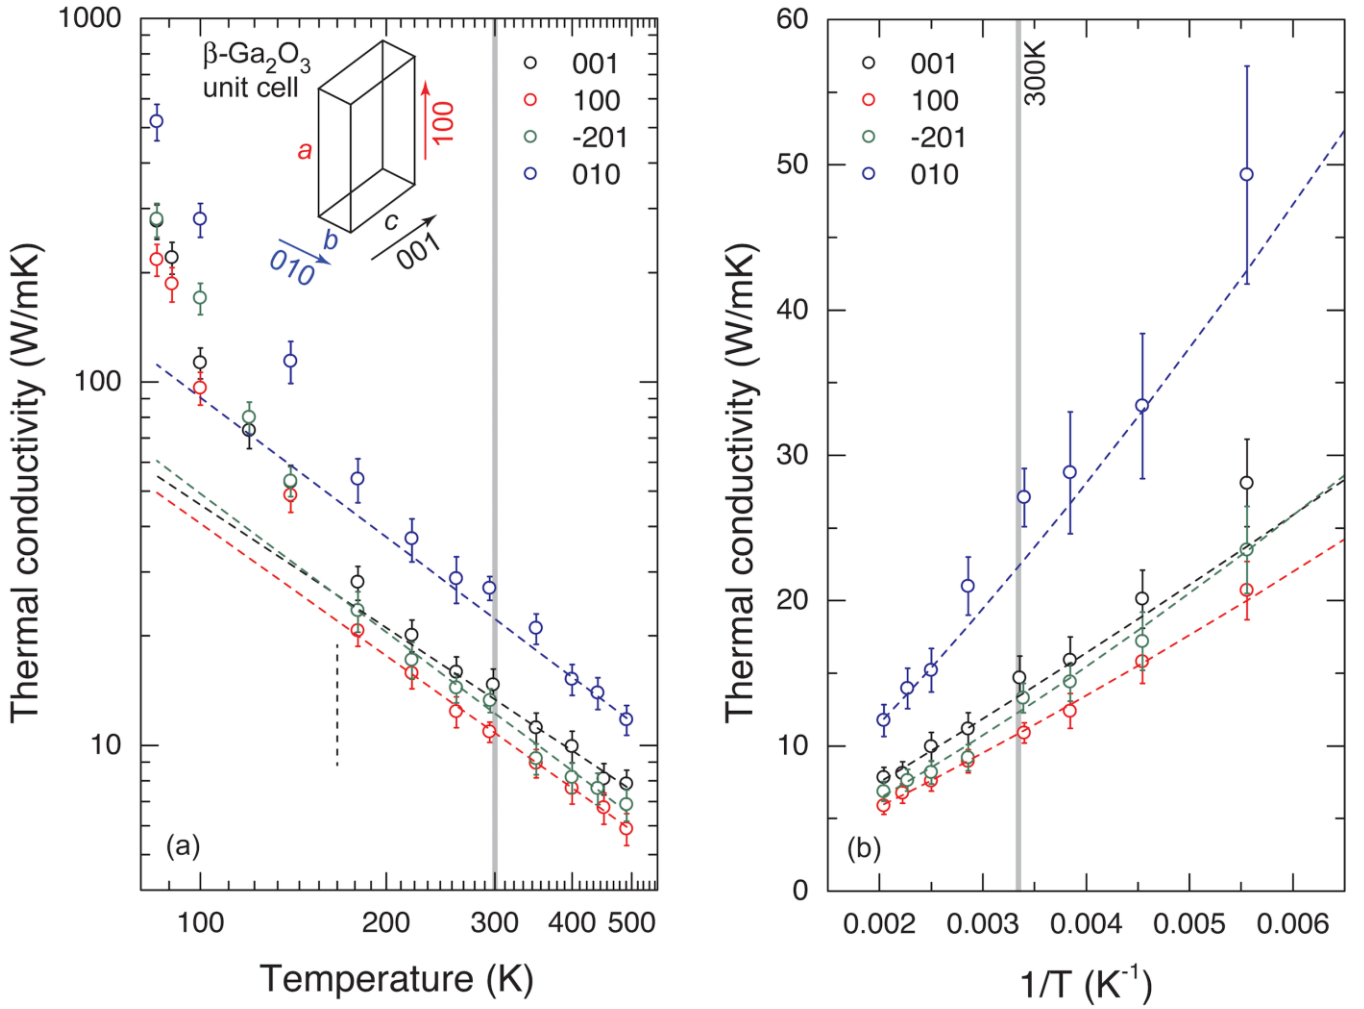 Thermal conductivity (W/mK)
1000
100
10
β-Ga2O3
unit cell
a
b
c
100
010
001
001
100
-201
010
(a)
100
200
300
400
500
Temperature (K)
Thermal conductivity (W/mK)
60
50
40
30
20
10
0
001
100
-201
010
300K
(b)
0.002
0.003
0.004
0.005
0.006
1/T (K-1)